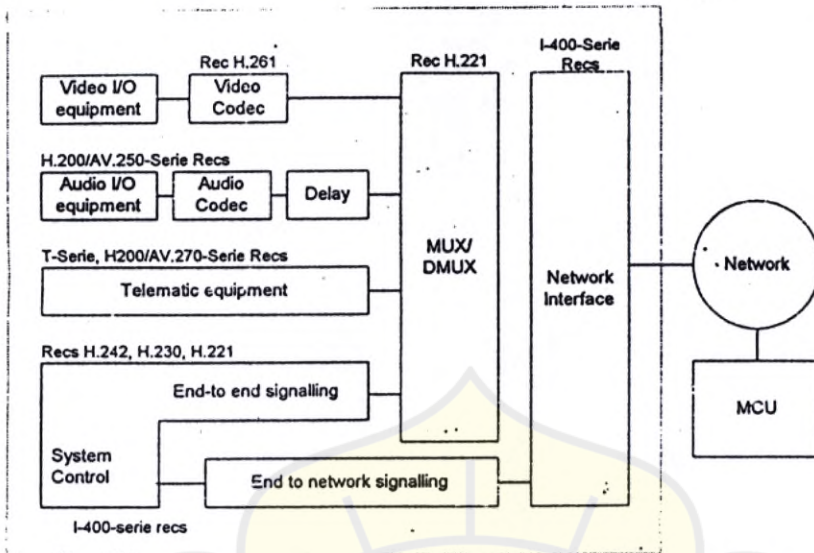 Rec H.261
Rec H.221
I-400-Serie
Recs
Video I/O
equipment
Video
Codec
H.200/AV.250-Serie Recs
Audio I/O
equipment
Audio
Codec
Delay
T-Serie, H200/AV.270-Serie Recs
Telematic equipment
MUX/
DMUX
Network
Interface
Network
Recs H.242, H.230, H.221
End-to end signalling
MCU
System
Control
End to network signalling
I-400-serie recs